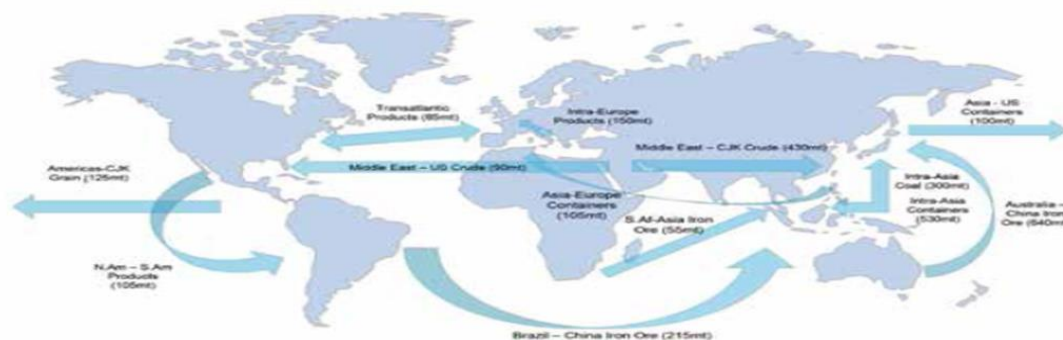 Transatlantic
Products (85mt)
Intra-Europe
Products (150mt)
Asia - US
Containers
(100mt)
Americas-CJK
Grain (125mt)
Middle East – US Crude (90mt)
Middle East – CJK Crude (430mt)
Asia-Europe
Containers
(105mt)
S.Af-Asia Iron
Ore (55mt)
Intra-Asia
Coal (300mt)
Intra-Asia
Containers
(530mt)
Australia –
China Iron
Ore (640mt)
N.Am – S.Am
Products
(105mt)
Brazil – China Iron Ore (215mt)